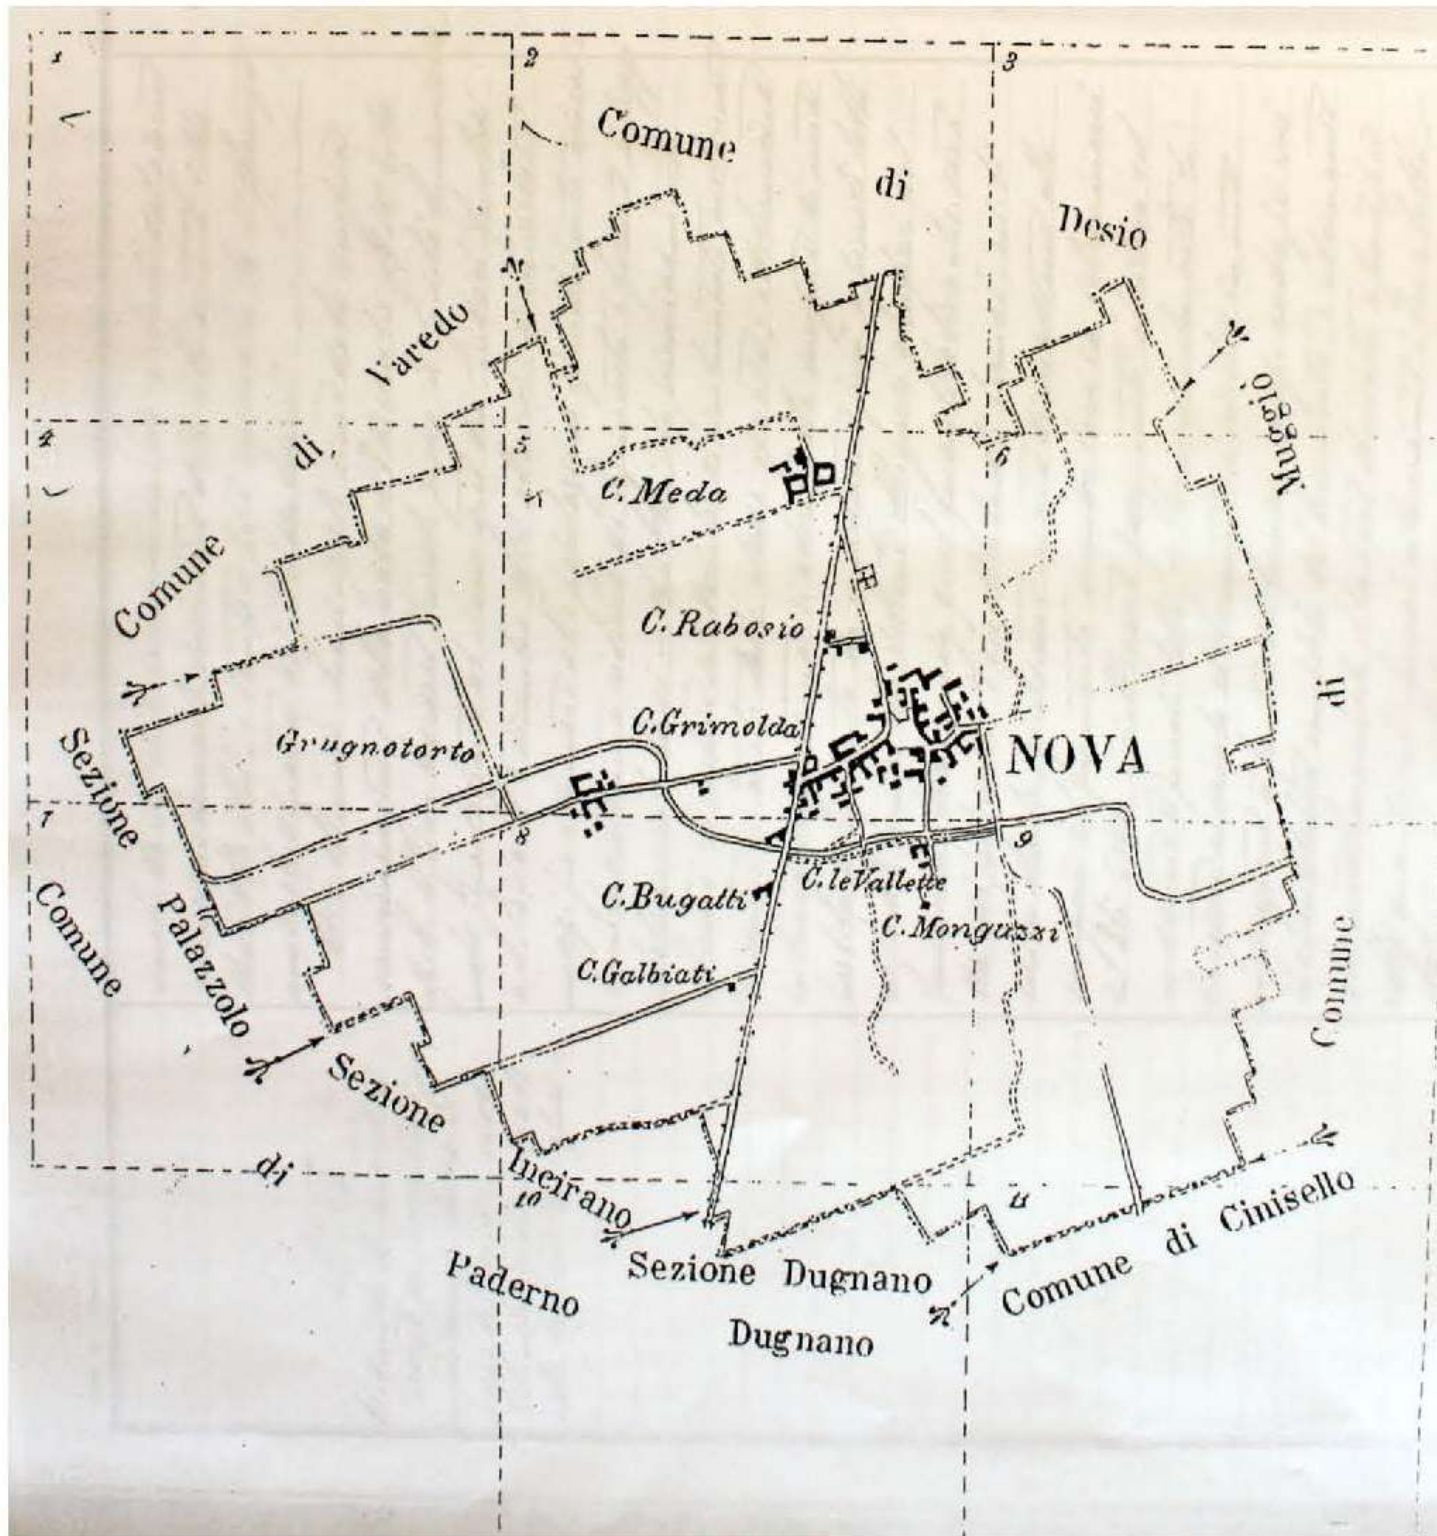 1
2
3
Comune
di
Desio
Varedo
di
Comune
Muggiò
di
Comune
4
5
6
C. Meda
C. Rabosio
C. Grimolda
Grugnotorto
NOVA
7
8
9
C. le Vallette
C. Bugatti
C. Monguzzi
C. Galbiati
Sezione
Palazzolo
Comune
Sezione
di
Incirano
10
11
Paderno
Sezione Dugnano
Dugnano
Comune di Cinisello